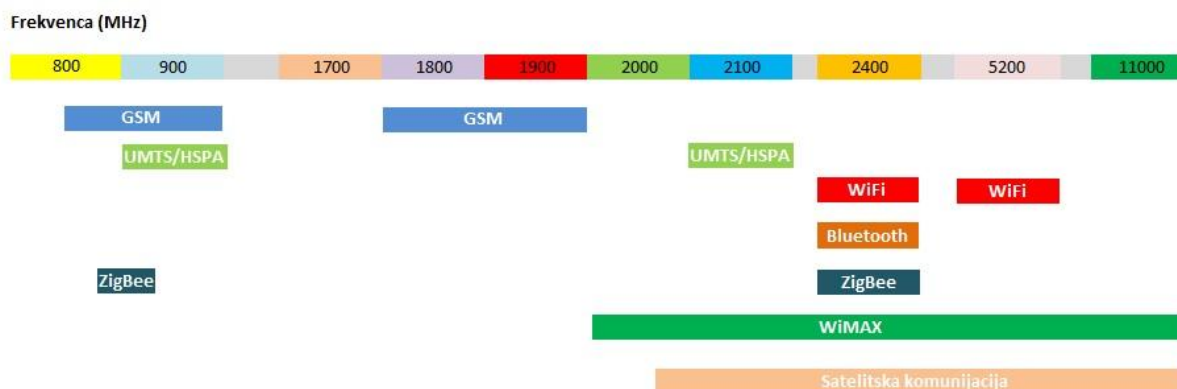 Frekvenca (MHz)
800 900 1700 1800 1900 2000 2100 2400 5200 11000
GSM GSM
UMTS/HSPA UMTS/HSPA
WiFi WiFi
Bluetooth
ZigBee ZigBee
WiMAX
Satelitska komunijacija